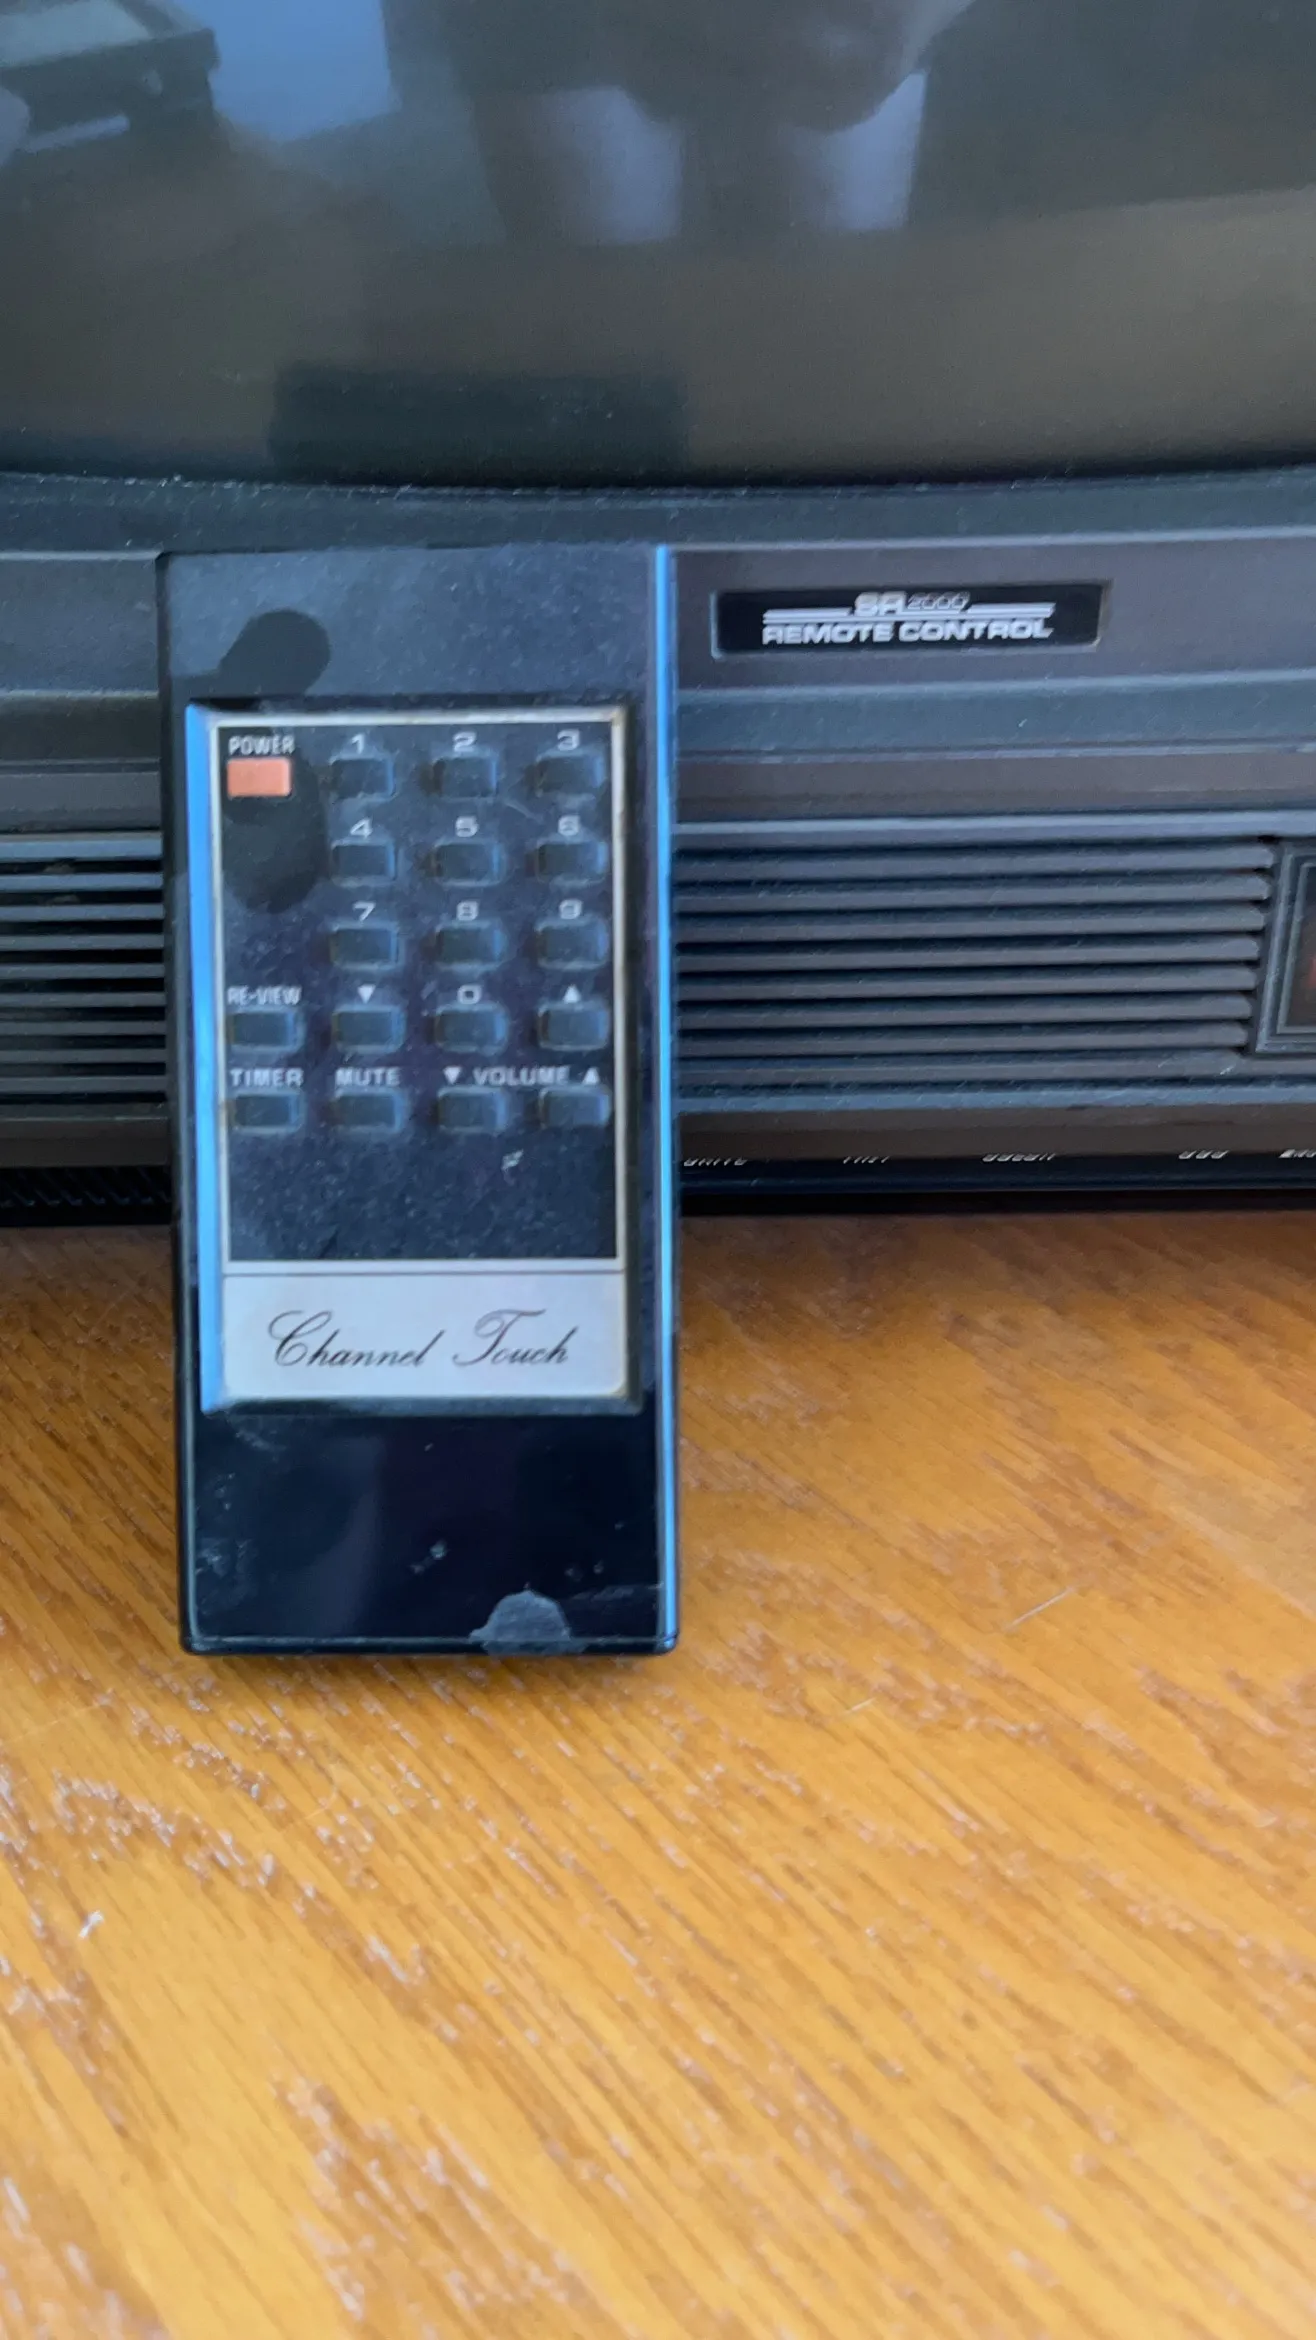 SR2000
REMOTE CONTROL
POWER 1 2 3
4 5 6
7 8 9
RE-VIEW ▼ 0 ▲
TIMER MUTE ▼ VOLUME ▲
Channel Touch